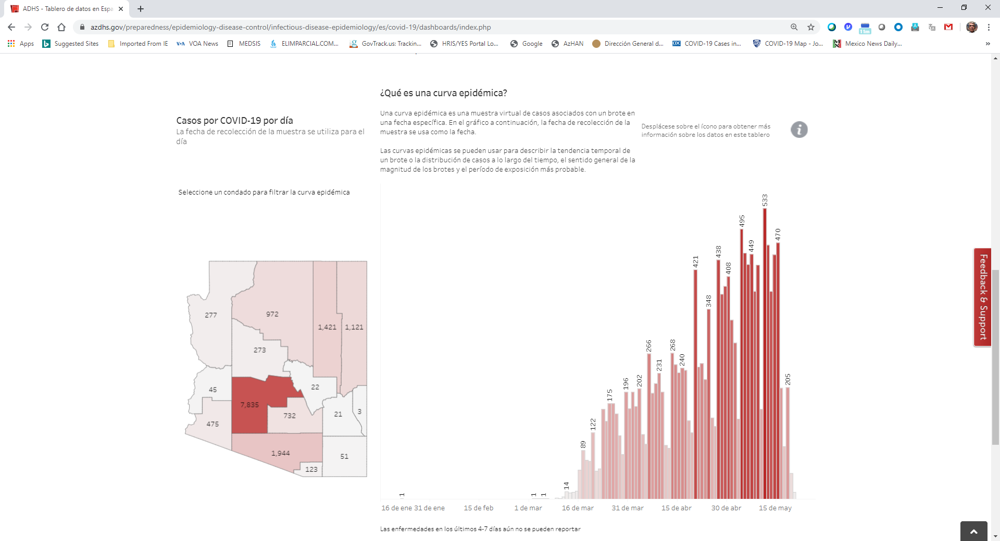 ADHS - Tablero de datos en Espa
azdhs.gov/preparedness/epidemiology-disease-control/infectious-disease-epidemiology/es/covid-19/dashboards/index.php
11m
Apps
Suggested Sites
Imported From IE
VOA
VOA News
MEDSIS
ELIMPARCIAL.COM...
GovTrack.us: Trackin...
HRIS/YES Portal Lo...
Google
AzHAN
Dirección General d...
CDC
COVID-19 Cases in...
COVID-19 Map - Jo...
Mexico News Daily...
»
¿Qué es una curva epidémica?
Una curva epidémica es una muestra virtual de casos asociados con un brote en
una fecha específica. En el gráfico a continuación, la fecha de recolección de la
muestra se usa como la fecha.
Las curvas epidémicas se pueden usar para describir la tendencia temporal de
un brote o la distribución de casos a lo largo del tiempo, el sentido general de la
magnitud de los brotes y el período de exposición más probable.
Casos por COVID-19 por día
La fecha de recolección de la muestra se utiliza para el
día
Desplácese sobre el ícono para obtener más
información sobre los datos en este tablero
i
Seleccione un condado para filtrar la curva epidémica
277
972
1,421
1,121
273
45
22
7,835
732
21
3
475
1,944
51
123
1
1
1
14
89
122
175
196
202
266
231
268
240
421
348
438
408
495
449
533
470
205
16 de ene
31 de ene
15 de feb
1 de mar
16 de mar
31 de mar
15 de abr
30 de abr
15 de may
Las enfermedades en los últimos 4-7 días aún no se pueden reportar
Feedback & Support